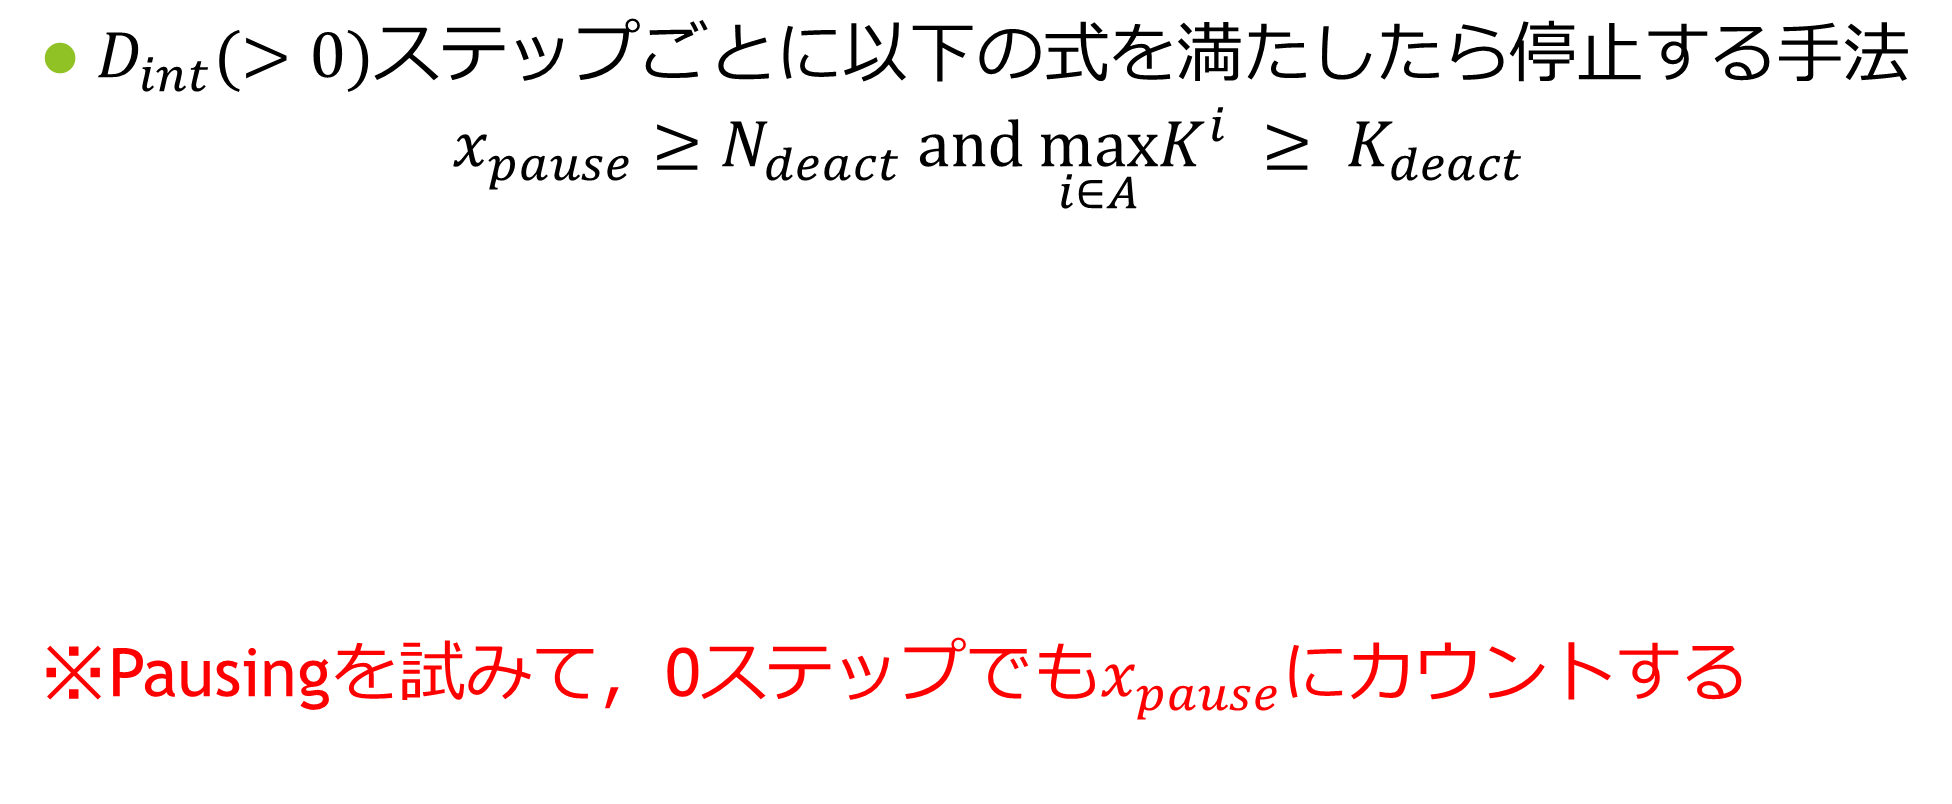 ● D_int(> 0)ステップごとに以下の式を満たしたら停止する手法
x_pause ≥ N_deact and max_{i∈A} K^i ≥ K_deact
※Pausingを試みて，0ステップでもx_pauseにカウントする